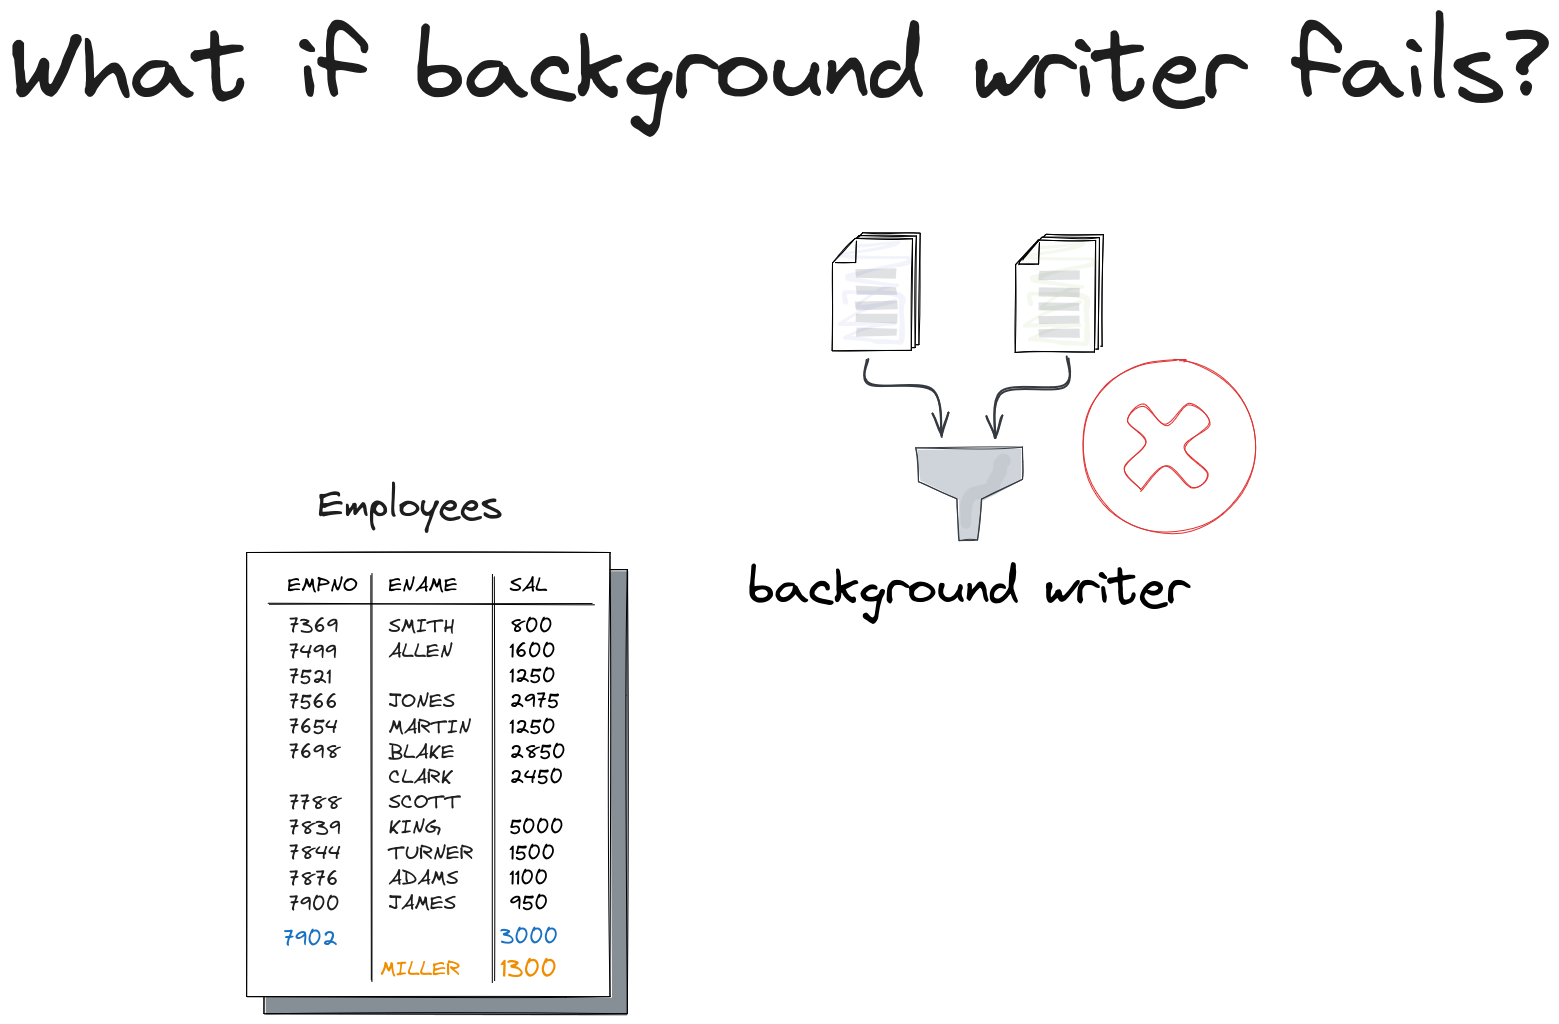 What if background writer fails?
Employees
EMPNO ENAME SAL
7369 SMITH 800
7499 ALLEN 1600
7521 1250
7566 JONES 2975
7654 MARTIN 1250
7698 BLAKE 2850
CLARK 2450
7788 SCOTT
7839 KING 5000
7844 TURNER 1500
7876 ADAMS 1100
7900 JAMES 950
7902 3000
MILLER 1300
background writer